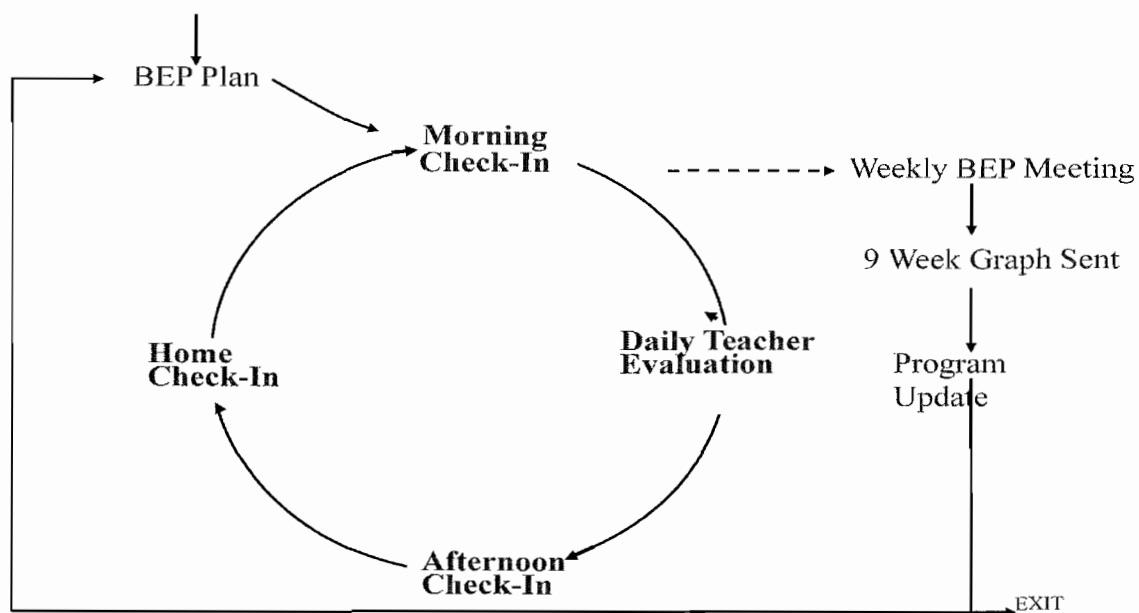 BEP Plan
Morning
Check-In
Weekly BEP Meeting
9 Week Graph Sent
Daily Teacher
Evaluation
Home
Check-In
Program
Update
Afternoon
Check-In
EXIT